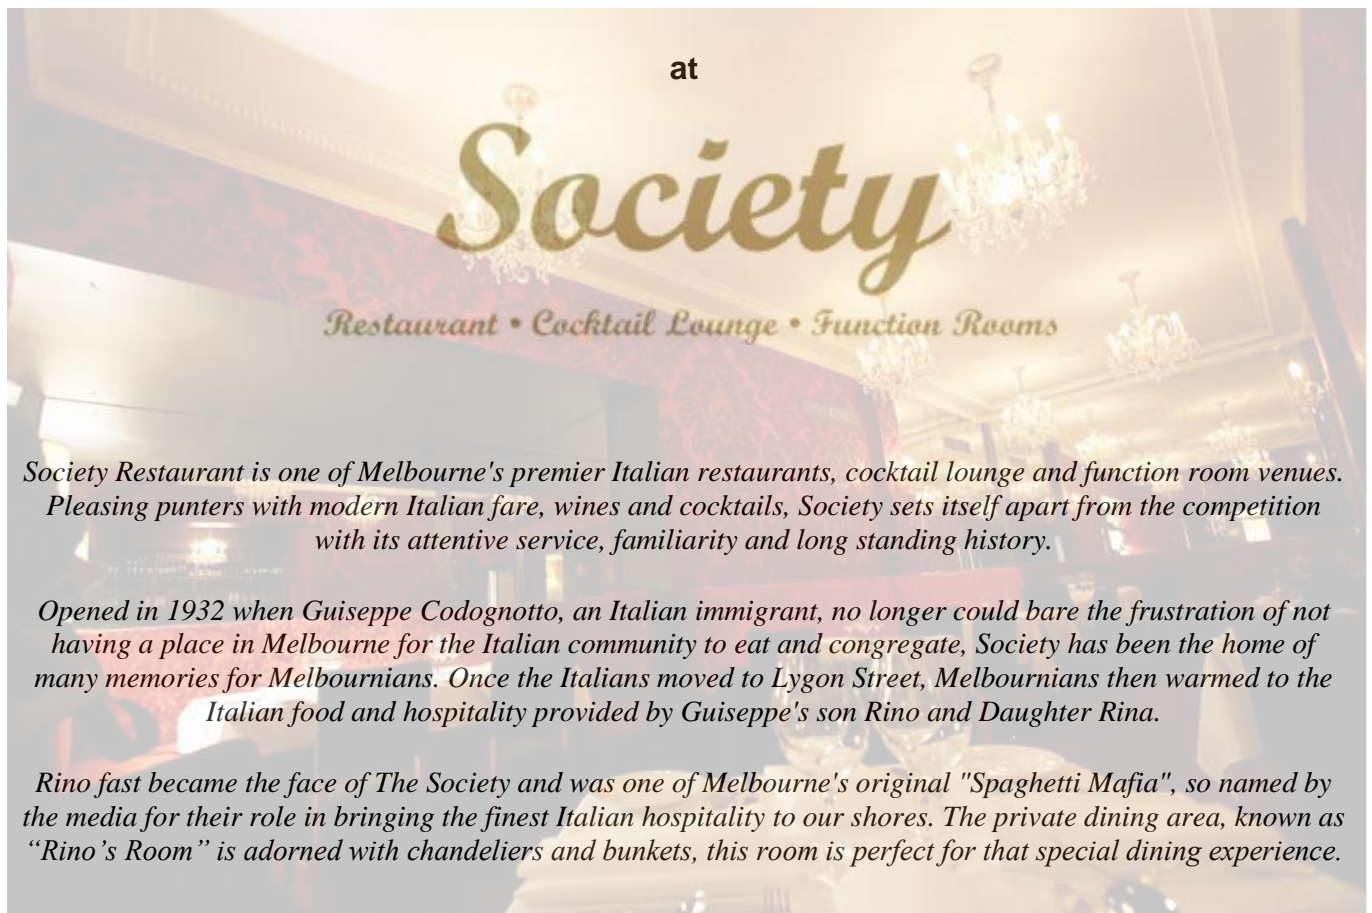 at
Society
Restaurant • Cocktail Lounge • Function Rooms
Society Restaurant is one of Melbourne's premier Italian restaurants, cocktail lounge and function room venues.
Pleasing punters with modern Italian fare, wines and cocktails, Society sets itself apart from the competition
with its attentive service, familiarity and long standing history.
Opened in 1932 when Guiseppe Codognotto, an Italian immigrant, no longer could bare the frustration of not
having a place in Melbourne for the Italian community to eat and congregate, Society has been the home of
many memories for Melbournians. Once the Italians moved to Lygon Street, Melbournians then warmed to the
Italian food and hospitality provided by Guiseppe's son Rino and Daughter Rina.
Rino fast became the face of The Society and was one of Melbourne's original "Spaghetti Mafia", so named by
the media for their role in bringing the finest Italian hospitality to our shores. The private dining area, known as
“Rino’s Room” is adorned with chandeliers and bunkets, this room is perfect for that special dining experience.